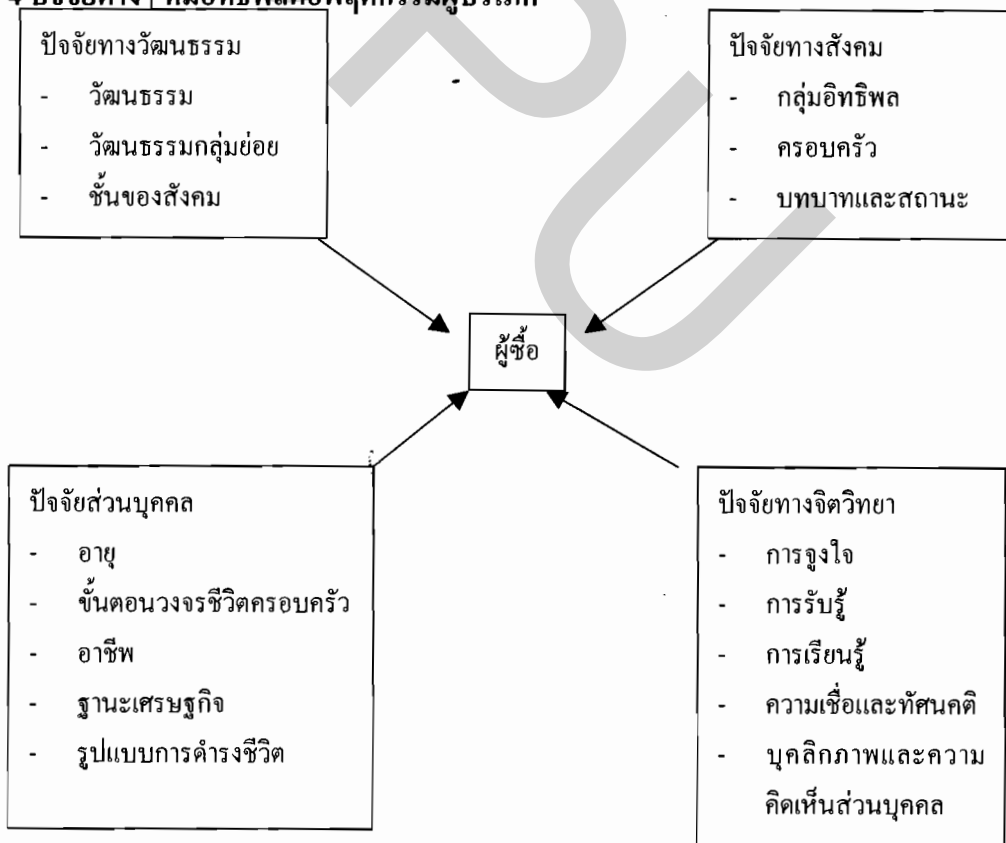 ปัจจัยทางวัฒนธรรม
- วัฒนธรรม
- วัฒนธรรมกลุ่มย่อย
- ชั้นของสังคม
ปัจจัยทางสังคม
- กลุ่มอิทธิพล
- ครอบครัว
- บทบาทและสถานะ
ผู้ซื้อ
ปัจจัยส่วนบุคคล
- อายุ
- ขั้นตอนวงจรชีวิตครอบครัว
- อาชีพ
- ฐานะเศรษฐกิจ
- รูปแบบการดำรงชีวิต
ปัจจัยทางจิตวิทยา
- การจูงใจ
- การรับรู้
- การเรียนรู้
- ความเชื่อและทัศนคติ
- บุคลิกภาพและความ
คิดเห็นส่วนบุคคล